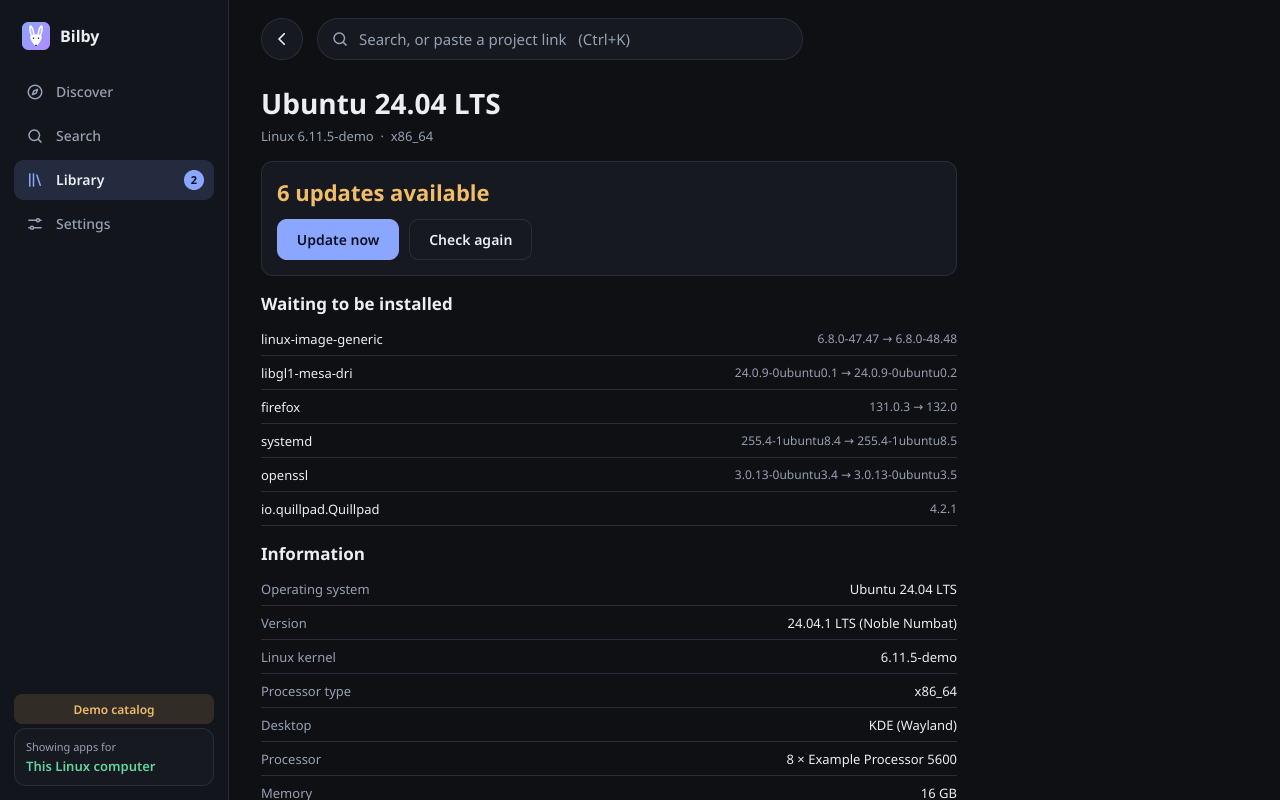 Bilby
Discover
Search
Library 2
Settings
Demo catalog
Showing apps for
This Linux computer
Search, or paste a project link (Ctrl+K)
Ubuntu 24.04 LTS
Linux 6.11.5-demo · x86_64
6 updates available
Update now Check again
Waiting to be installed
linux-image-generic 6.8.0-47.47 → 6.8.0-48.48
libgl1-mesa-dri 24.0.9-0ubuntu0.1 → 24.0.9-0ubuntu0.2
firefox 131.0.3 → 132.0
systemd 255.4-1ubuntu8.4 → 255.4-1ubuntu8.5
openssl 3.0.13-0ubuntu3.4 → 3.0.13-0ubuntu3.5
io.quillpad.Quillpad 4.2.1
Information
Operating system Ubuntu 24.04 LTS
Version 24.04.1 LTS (Noble Numbat)
Linux kernel 6.11.5-demo
Processor type x86_64
Desktop KDE (Wayland)
Processor 8 × Example Processor 5600
Memory 16 GB